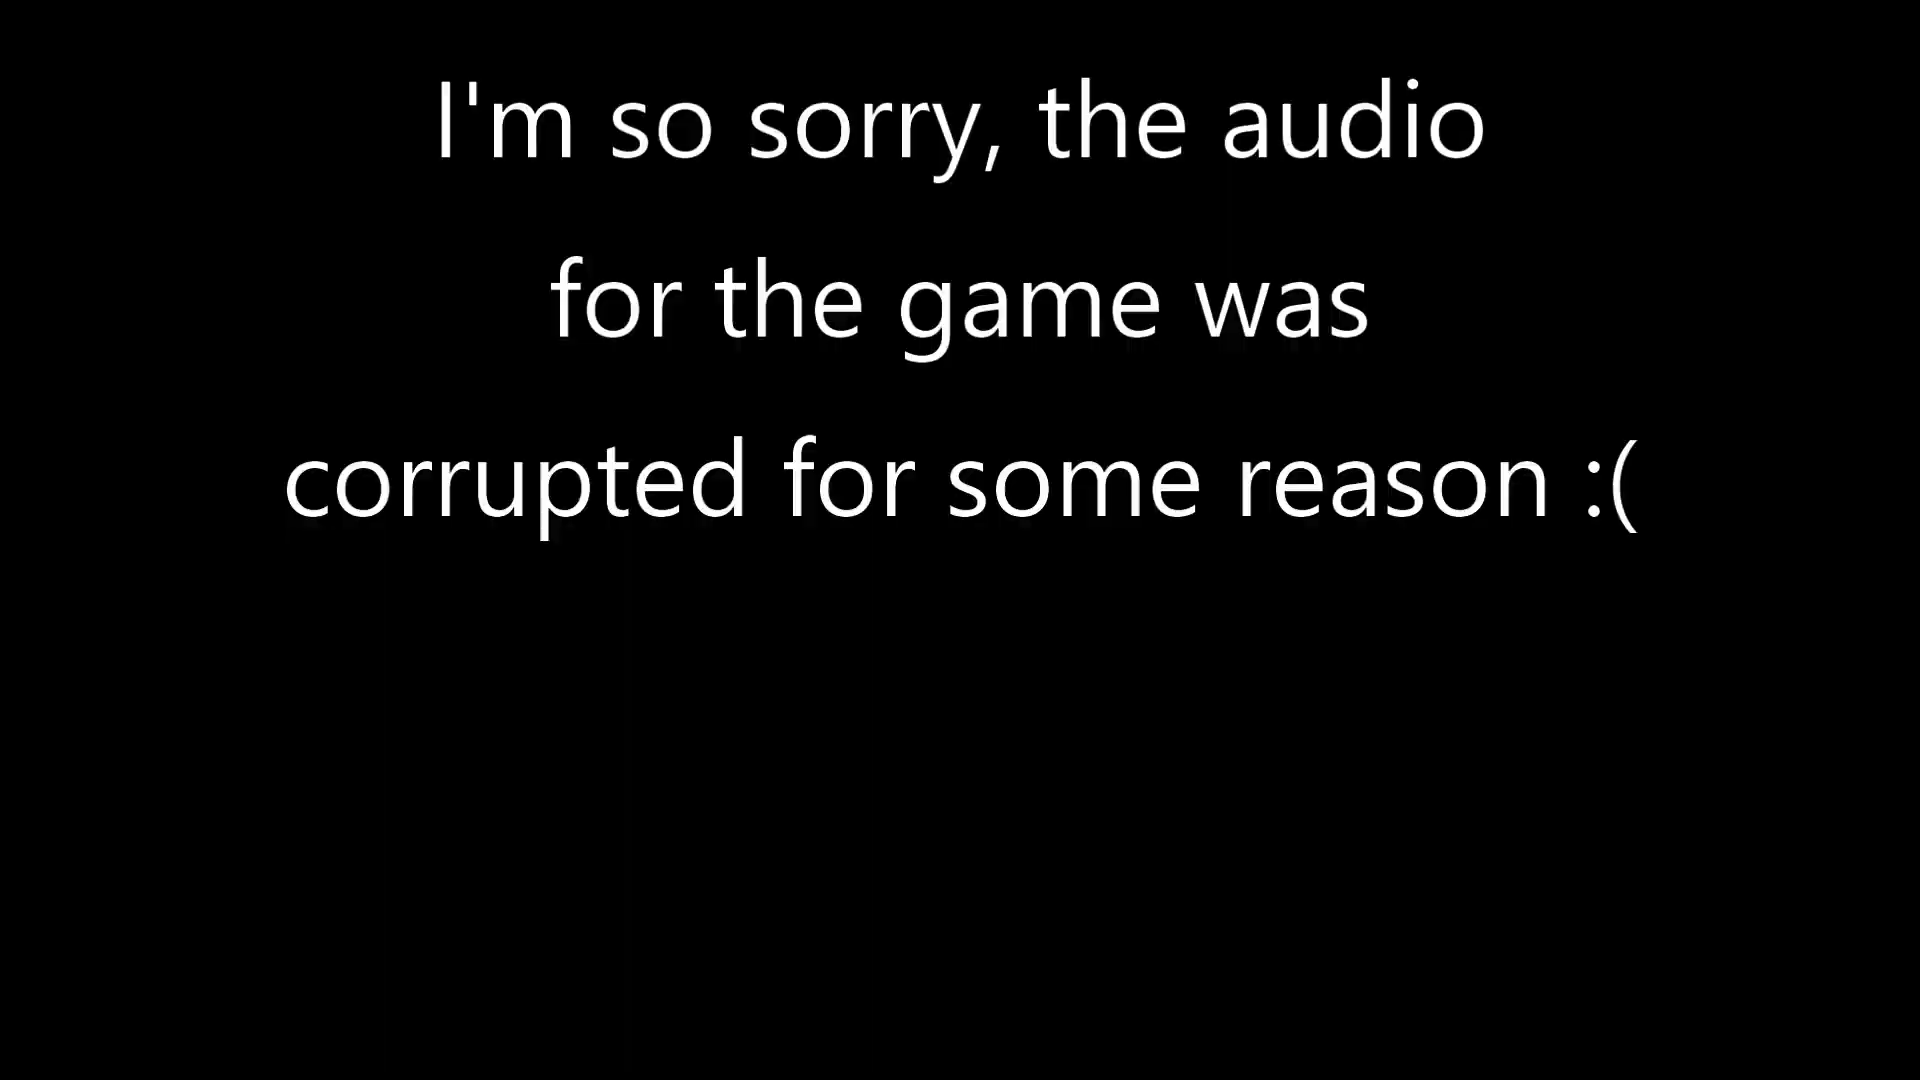 I'm so sorry, the audio
for the game was
corrupted for some reason :(